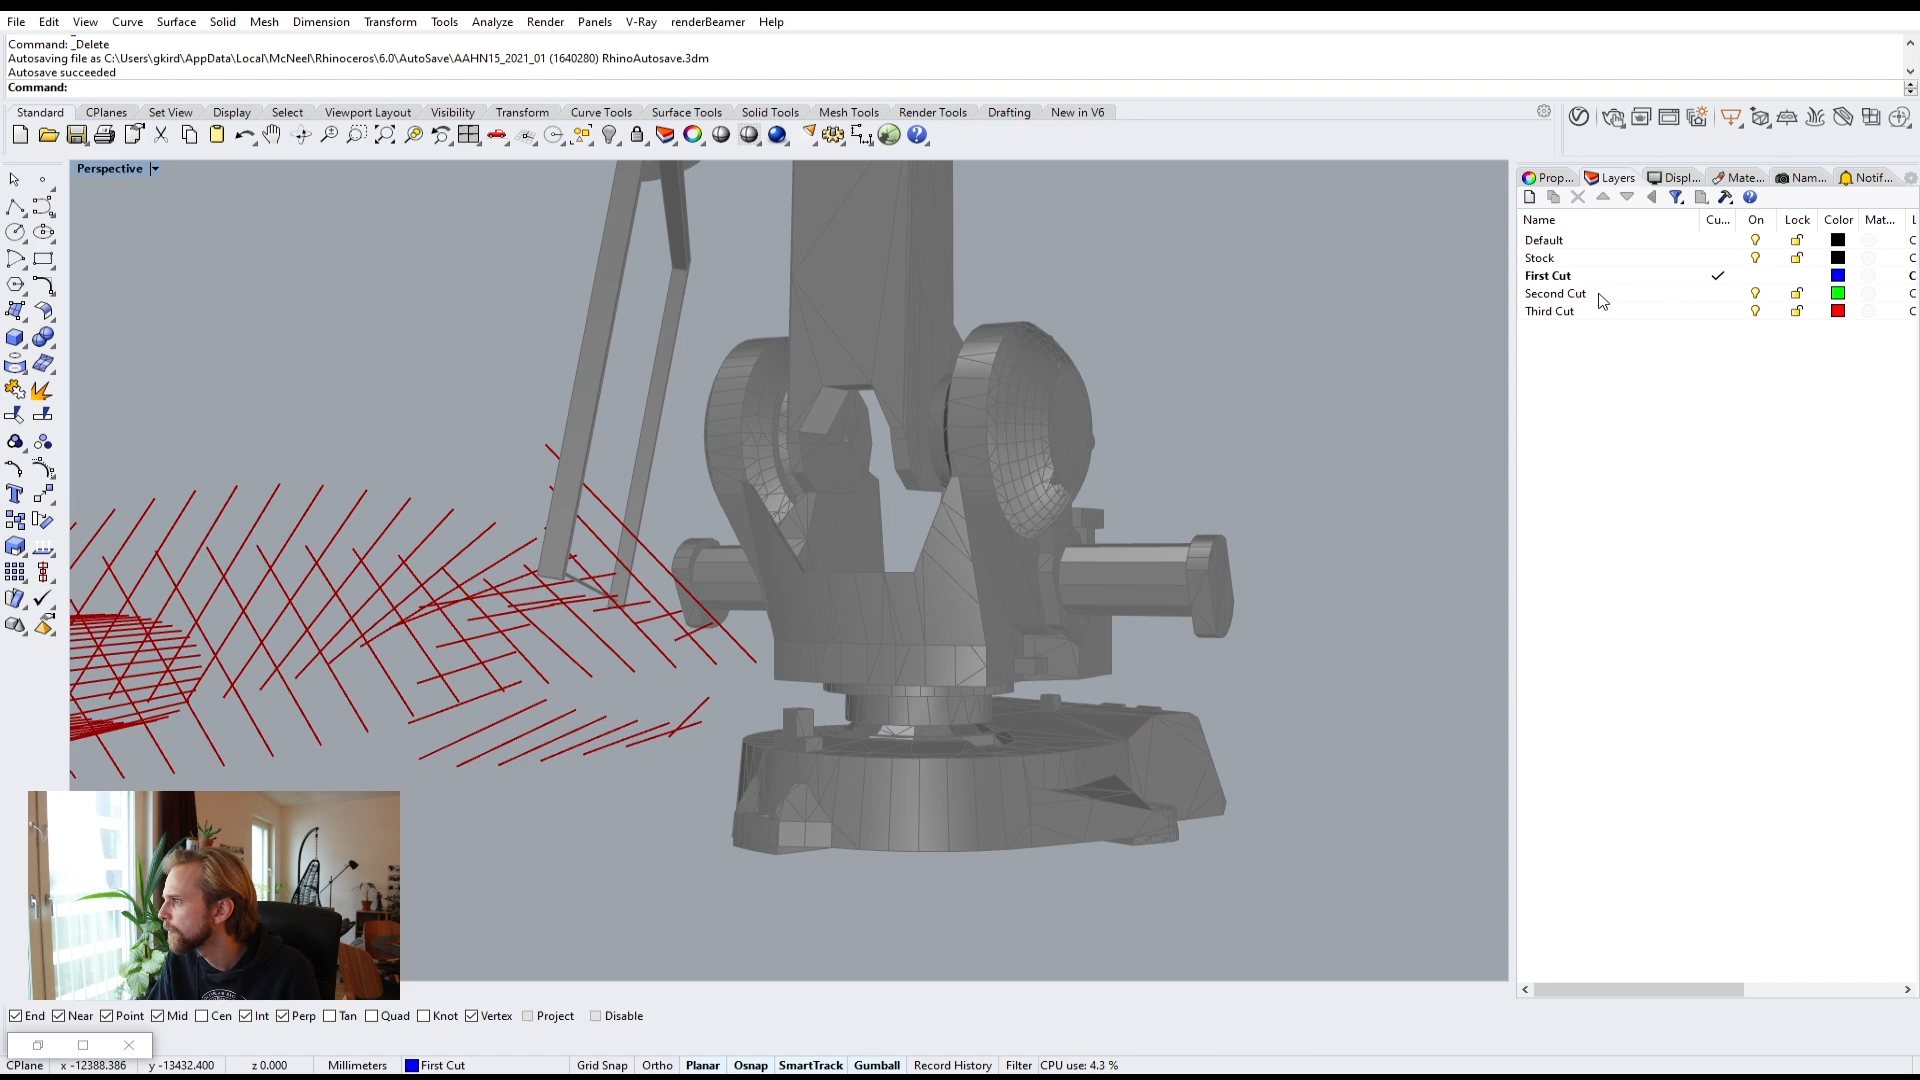 File Edit View Curve Surface Solid Mesh Dimension Transform Tools Analyze Render Panels V-Ray renderBeamer Help
Command: _Delete
Autosaving file as C:\Users\gkird\AppData\Local\McNeel\Rhinoceros\6.0\AutoSave\AAHN15_2021_01 (1640280) RhinoAutosave.3dm
Autosave succeeded
Command:
Standard CPlanes Set View Display Select Viewport Layout Visibility Transform Curve Tools Surface Tools Solid Tools Mesh Tools Render Tools Drafting New in V6
Perspective
Prop... Layers Displ... Mate... Nam... Notif...
Name Cu... On Lock Color Mat... L
Default C
Stock C
First Cut C
Second Cut C
Third Cut C
End Near Point Mid Cen Int Perp Tan Quad Knot Vertex Project Disable
CPlane x -12388.386 y -13432.400 z 0.000 Millimeters First Cut Grid Snap Ortho Planar Osnap SmartTrack Gumball Record History Filter CPU use: 4.3 %